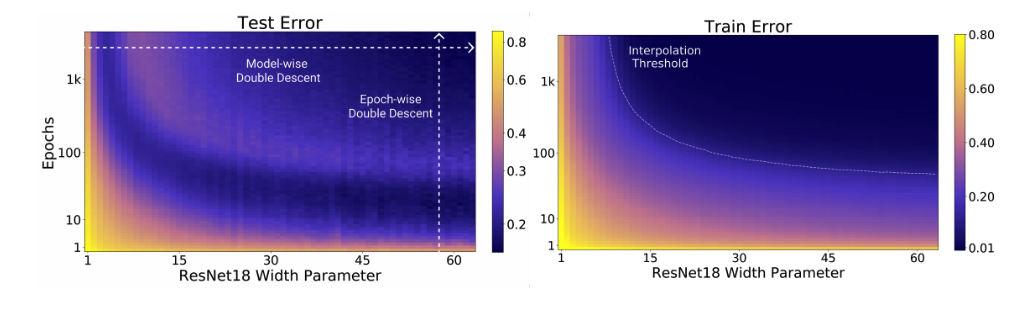 Test Error
Model-wise
Double Descent
Epoch-wise
Double Descent
Epochs
1k
100
10
1
1 15 30 45 60
ResNet18 Width Parameter
0.8
0.6
0.4
0.3
0.2
Train Error
Interpolation
Threshold
1k
100
10
1
1 15 30 45 60
ResNet18 Width Parameter
0.80
0.60
0.40
0.20
0.01